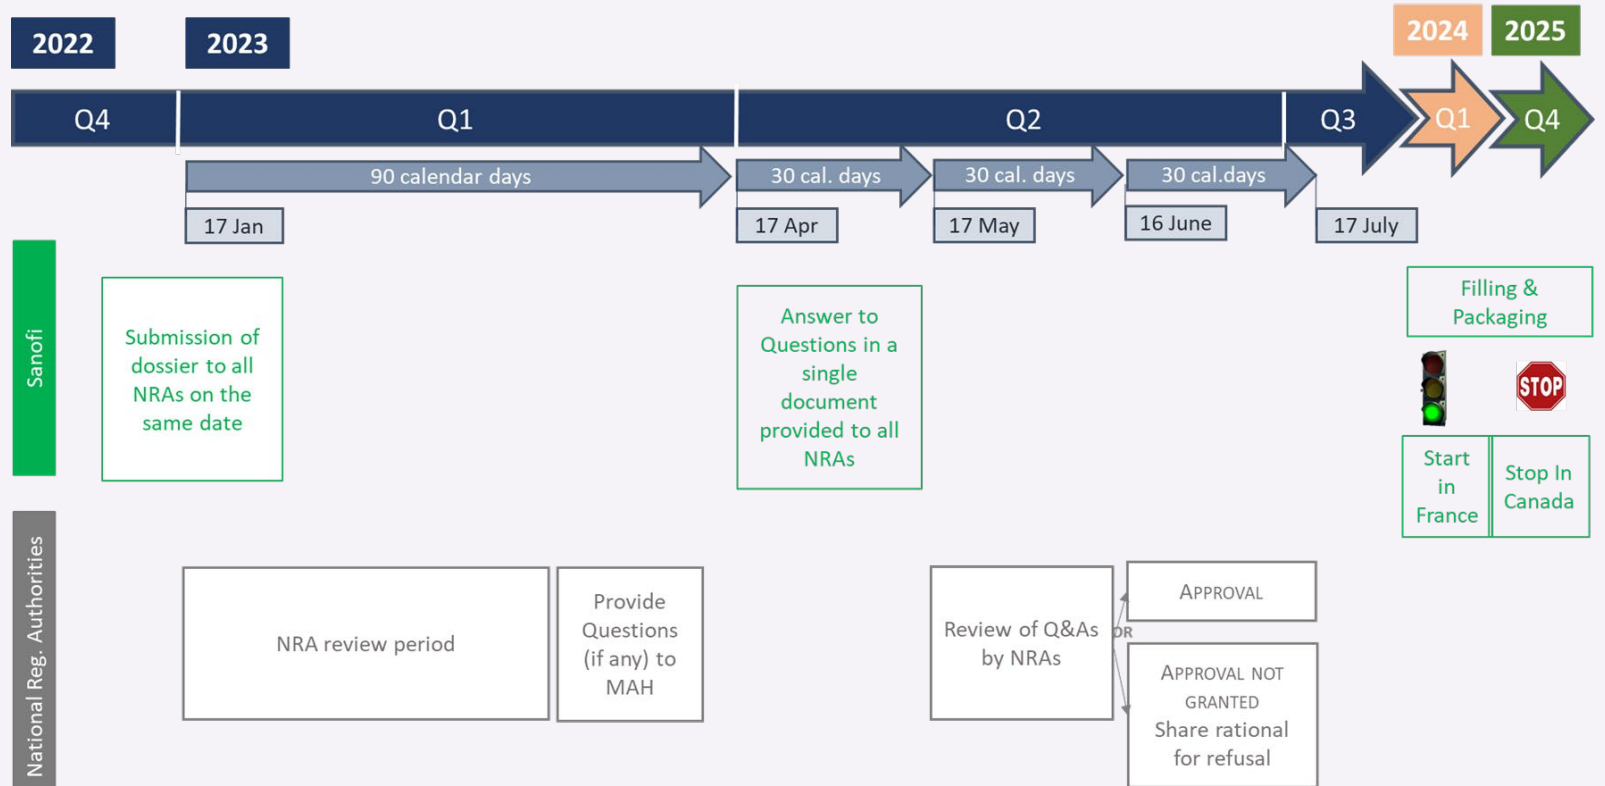 2022
2023
2024
2025
Q4
Q1
Q2
Q3
Q1
Q4
90 calendar days
30 cal. days
30 cal. days
30 cal.days
17 Jan
17 Apr
17 May
16 June
17 July
Sanofi
Submission of
dossier to all
NRAs on the
same date
Answer to
Questions in a
single
document
provided to all
NRAs
Filling &
Packaging
STOP
Start
in
France
Stop In
Canada
National Reg. Authorities
NRA review period
Provide
Questions
(if any) to
MAH
Review of Q&As
by NRAs
OR
APPROVAL
APPROVAL NOT
GRANTED
Share rational
for refusal